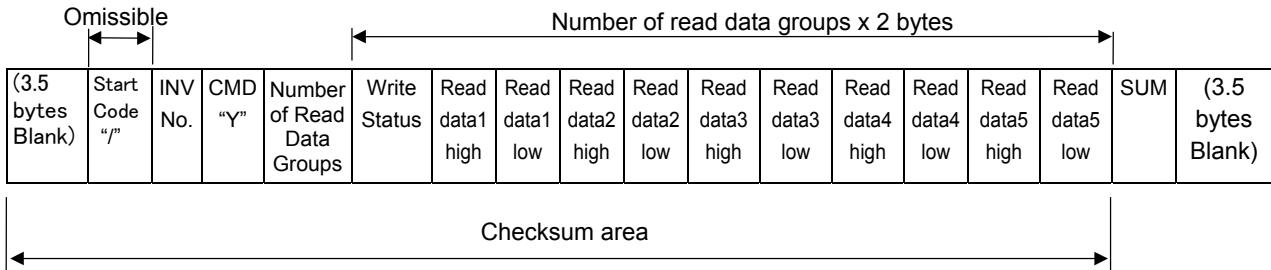 Omissible
Number of read data groups x 2 bytes
(3.5 bytes Blank)
Start Code “/”
INV No.
CMD “Y”
Number of Read Data Groups
Write Status
Read data1 high
Read data1 low
Read data2 high
Read data2 low
Read data3 high
Read data3 low
Read data4 high
Read data4 low
Read data5 high
Read data5 low
SUM
(3.5 bytes Blank)
Checksum area